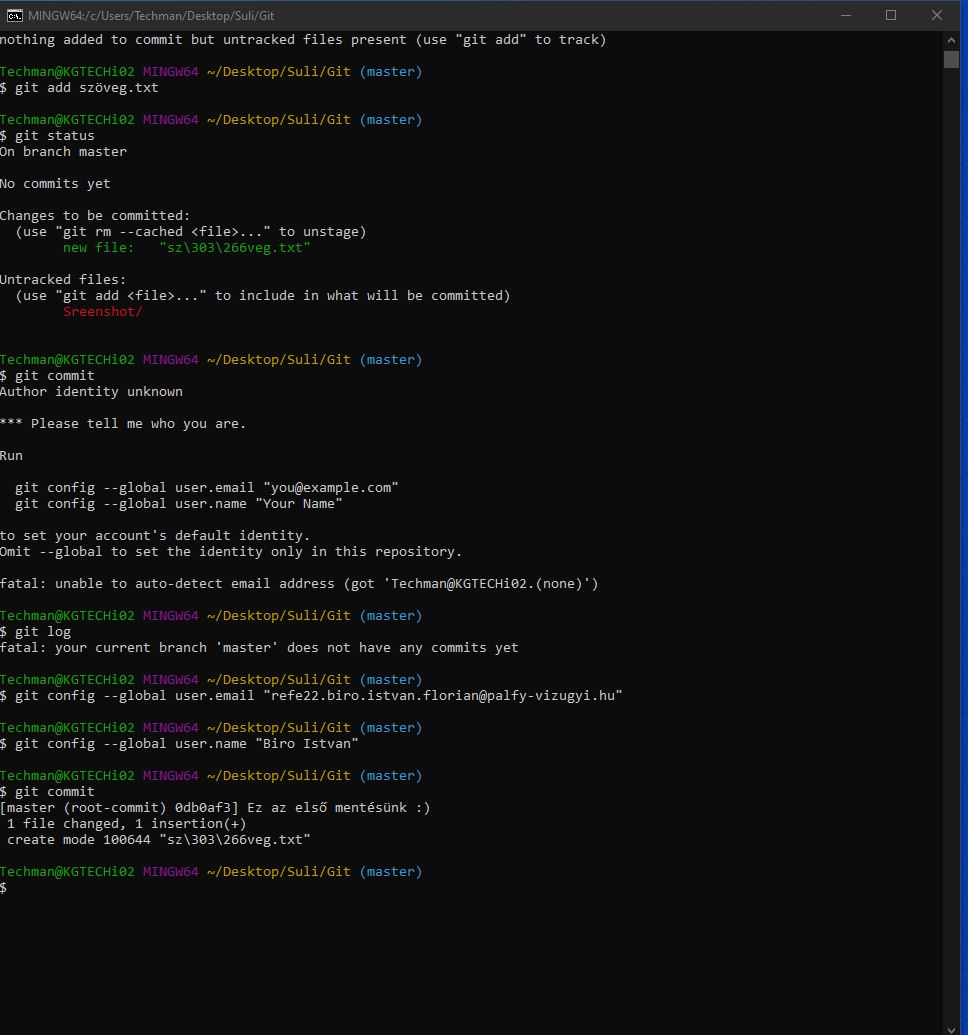 MINGW64:/c/Users/Techman/Desktop/Suli/Git
nothing added to commit but untracked files present (use "git add" to track)
Techman@KGTECHi02 MINGW64 ~/Desktop/Suli/Git (master)
$ git add szöveg.txt
Techman@KGTECHi02 MINGW64 ~/Desktop/Suli/Git (master)
$ git status
On branch master
No commits yet
Changes to be committed:
(use "git rm --cached <file>..." to unstage)
new file:   "sz\303\266veg.txt"
Untracked files:
(use "git add <file>..." to include in what will be committed)
Sreenshot/
Techman@KGTECHi02 MINGW64 ~/Desktop/Suli/Git (master)
$ git commit
Author identity unknown
*** Please tell me who you are.
Run
git config --global user.email "you@example.com"
git config --global user.name "Your Name"
to set your account's default identity.
Omit --global to set the identity only in this repository.
fatal: unable to auto-detect email address (got 'Techman@KGTECHi02.(none)')
Techman@KGTECHi02 MINGW64 ~/Desktop/Suli/Git (master)
$ git log
fatal: your current branch 'master' does not have any commits yet
Techman@KGTECHi02 MINGW64 ~/Desktop/Suli/Git (master)
$ git config --global user.email "refe22.biro.istvan.florian@palfy-vizugyi.hu"
Techman@KGTECHi02 MINGW64 ~/Desktop/Suli/Git (master)
$ git config --global user.name "Biro Istvan"
Techman@KGTECHi02 MINGW64 ~/Desktop/Suli/Git (master)
$ git commit
[master (root-commit) 0db0af3] Ez az első mentésünk :)
1 file changed, 1 insertion(+)
create mode 100644 "sz\303\266veg.txt"
Techman@KGTECHi02 MINGW64 ~/Desktop/Suli/Git (master)
$